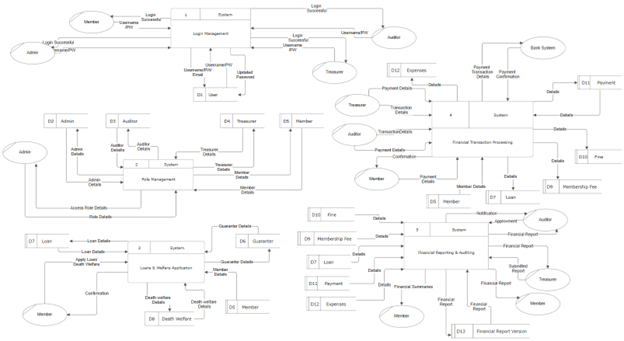 Login
Successful
Login
Successful
1 System
Member
Username
/PW
Login Management
Login
Successful
Username
/PW
Auditor
Login Successful
Username/PW
Admin
Username/PW
Email
Username/PW
Updated
Password
Treasurer
D1 User
Bank System
Payment
Transaction
Details
Payment
Confirmation
D12 Expenses
Details
Payment Details
D11 Payment
Details
Treasurer
Transaction
Details
4 System
Details
Auditor
TransactionDetails
Payment Details
Financial Transaction Processing
Details
D10 Fine
Confirmation
Member
Payment
Details
Member Details
Details
Details
D9 Membership Fee
D5 Member
D7 Loan
D2 Admin
D3 Auditor
D4 Treasurer
D5 Member
Admin
Details
Auditor
Details
Auditor
Details
Treasurer
Details
Admin
2 System
Treasurer
Details
Member
Details
Admin
Details
Role Management
Member
Details
Access Role Details
Role Details
Guarantor Details
D7 Loan
Loan Details
Loan Details
3 System
D6 Guarantor
Apply Loan/
Death Welfare
Loans & Welfare Application
Guarantor Details
Member
Details
Confirmation
Death welfare
Details
Death welfare
Details
D5 Member
Member
D8 Death Welfare
D10 Fine
Details
Notification
Auditor
Approvement
D9 Membership Fee
Details
5 System
Financial Report
D7 Loan
Details
Financial Reporting & Auditing
Financial Report
Submitted
Report
D11 Payment
Details
Treasurer
Financial Summaries
D12 Expenses
Details
Financial
Report
Financial Report
Financial
Report
Member
Member
D13 Financial Report Version